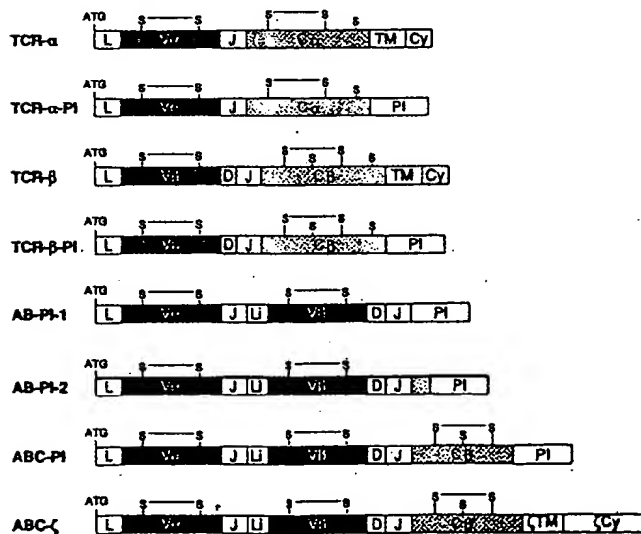 ATG S S S S S
TCR-α L Vα J Cα TM Cy
ATG S S S S S
TCR-α-PI L Vα J Cα PI
ATG S S S S S S
TCR-β L Vβ D J Cβ TM Cy
ATG S S S S S S
TCR-β-PI L Vβ D J Cβ PI
ATG S S S S
AB-PI-1 L Vα J Li Vβ D J PI
ATG S S S S
AB-PI-2 L Vα J Li Vβ D J PI
ATG S S S S S S S
ABC-PI L Vα J Li Vβ D J Cβ PI
ATG S S S S S S S
ABC-ζ L Vα J Li Vβ D J Cβ ζTM ζCy